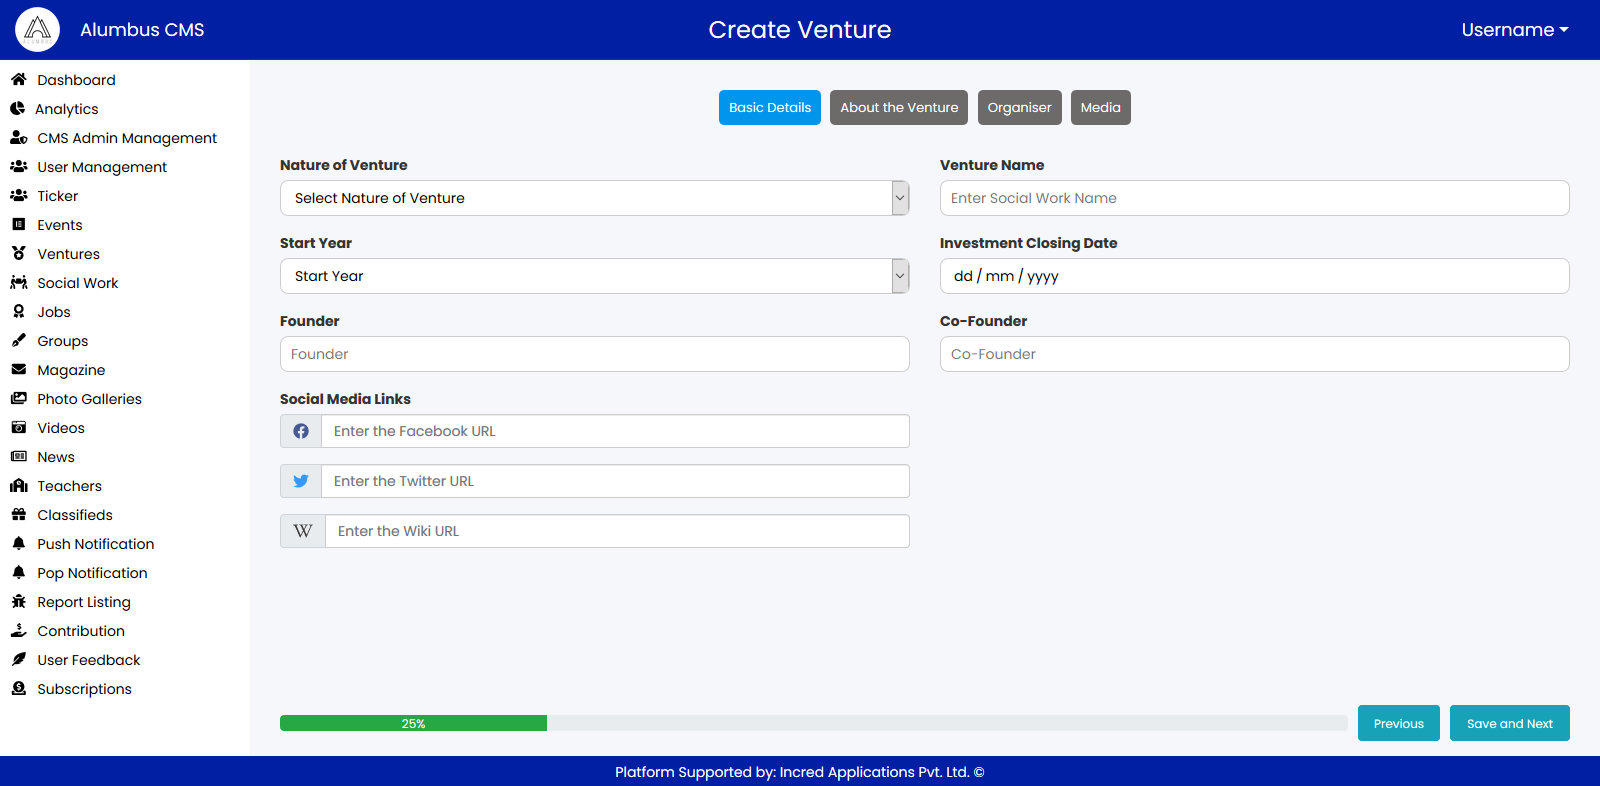 ALUMBUS
Alumbus CMS
Create Venture
Username
Dashboard
Analytics
CMS Admin Management
User Management
Ticker
Events
Ventures
Social Work
Jobs
Groups
Magazine
Photo Galleries
Videos
News
Teachers
Classifieds
Push Notification
Pop Notification
Report Listing
Contribution
User Feedback
Subscriptions
Basic Details
About the Venture
Organiser
Media
Nature of Venture
Select Nature of Venture
Venture Name
Enter Social Work Name
Start Year
Start Year
Investment Closing Date
dd / mm / yyyy
Founder
Founder
Co-Founder
Co-Founder
Social Media Links
Enter the Facebook URL
Enter the Twitter URL
W Enter the Wiki URL
25%
Previous
Save and Next
Platform Supported by: Incred Applications Pvt. Ltd. ©